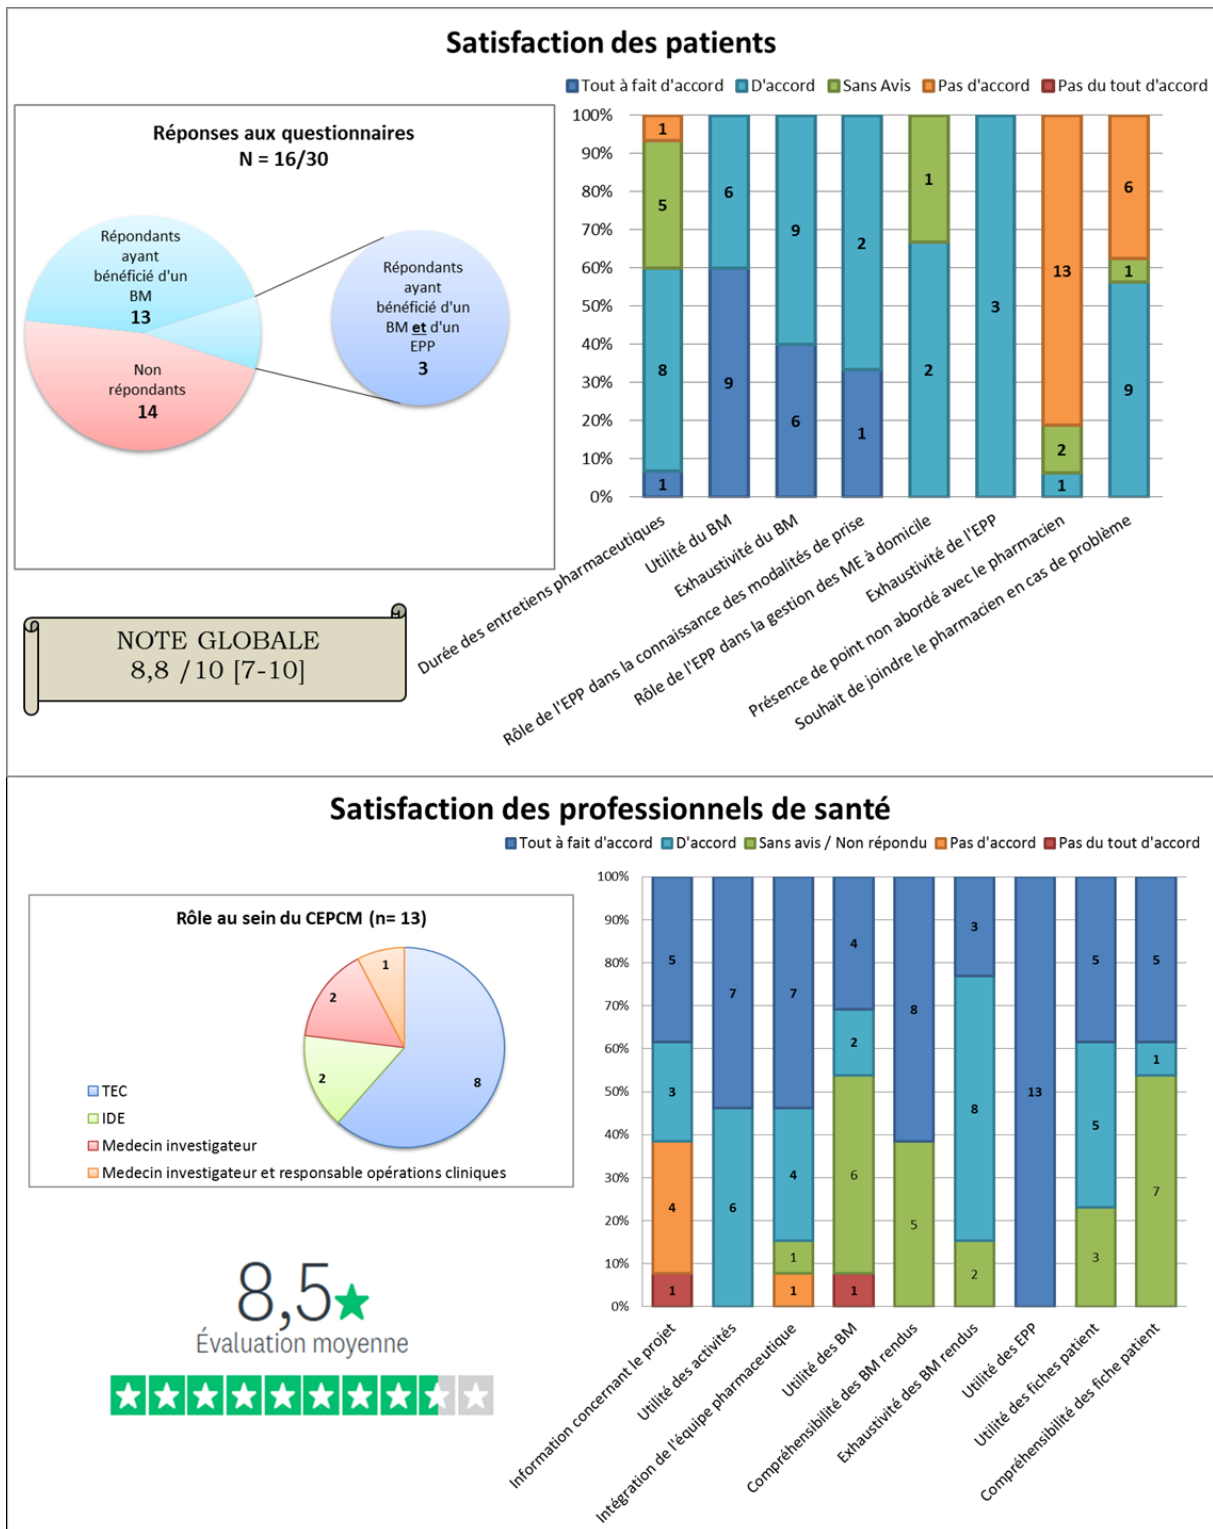 Satisfaction des patients
Tout à fait d'accord D'accord Sans Avis Pas d'accord Pas du tout d'accord
Réponses aux questionnaires
N = 16/30
Répondants
ayant
bénéficié d'un
BM
13
Non
répondants
14
Répondants
ayant
bénéficié d'un
BM et d'un
EPP
3
NOTE GLOBALE
8,8 /10 [7-10]
100%
90%
80%
70%
60%
50%
40%
30%
20%
10%
0%
1
5
8
1
6
9
9
6
2
1
1
2
3
13
2
1
6
1
9
Durée des entretiens pharmaceutiques
Utilité du BM
Exhaustivité du BM
Rôle de l'EPP dans la connaissance des modalités de prise
Rôle de l'EPP dans la gestion des ME à domicile
Exhaustivité de l'EPP
Présence de point non abordé avec le pharmacien
Souhait de joindre le pharmacien en cas de problème
Satisfaction des professionnels de santé
Tout à fait d'accord D'accord Sans avis / Non répondu Pas d'accord Pas du tout d'accord
Rôle au sein du CEPCM (n= 13)
1
2
2
8
TEC
IDE
Medecin investigateur
Medecin investigateur et responsable opérations cliniques
8,5
Évaluation moyenne
100%
90%
80%
70%
60%
50%
40%
30%
20%
10%
0%
5
3
4
1
7
6
7
4
1
1
4
2
6
1
8
5
3
8
2
13
5
5
3
5
1
7
Information concernant le projet
Utilité des activités
Intégration de l'équipe pharmaceutique
Utilité des BM
Compréhensibilité des BM rendus
Exhaustivité des BM rendus
Utilité des EPP
Utilité des fiches patient
Compréhensibilité des fiche patient